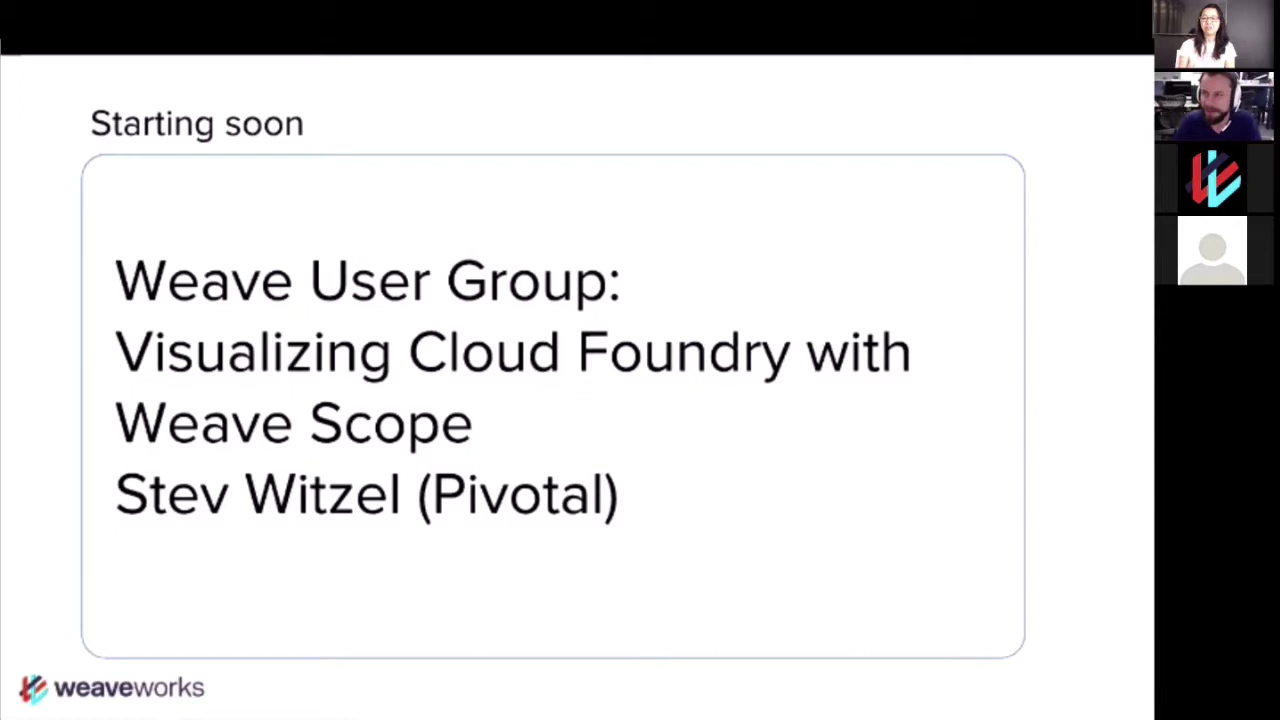 Starting soon
Weave User Group:
Visualizing Cloud Foundry with
Weave Scope
Stev Witzel (Pivotal)
weaveworks